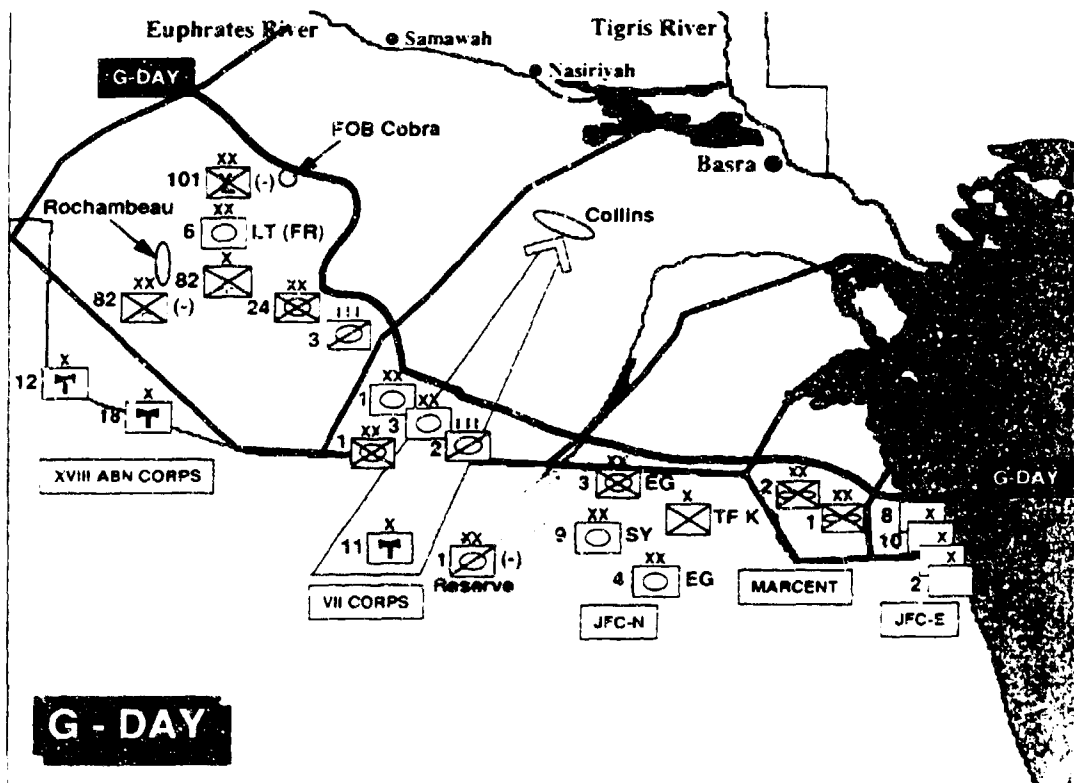 Euphrates River
Tigris River
Samawah
Nasiriyah
G-DAY
FOB Cobra
Basra
XX
101 (-)
Rochambeau
Collins
XX
6 LT (FR)
X
82
XX
82 (-)
XX
24
III
3
X
12
X
18
XX
1
XX
3
III
2
XX
1
XVIII ABN CORPS
G-DAY
XX
3 EG
XX
2
XX
1
X
TF K
8 X
10 X
X
2
XX
9 SY
X
11
XX
1 (-)
Reserve
XX
4 EG
VII CORPS
MARCENT
JFC-N
JFC-E
G - DAY